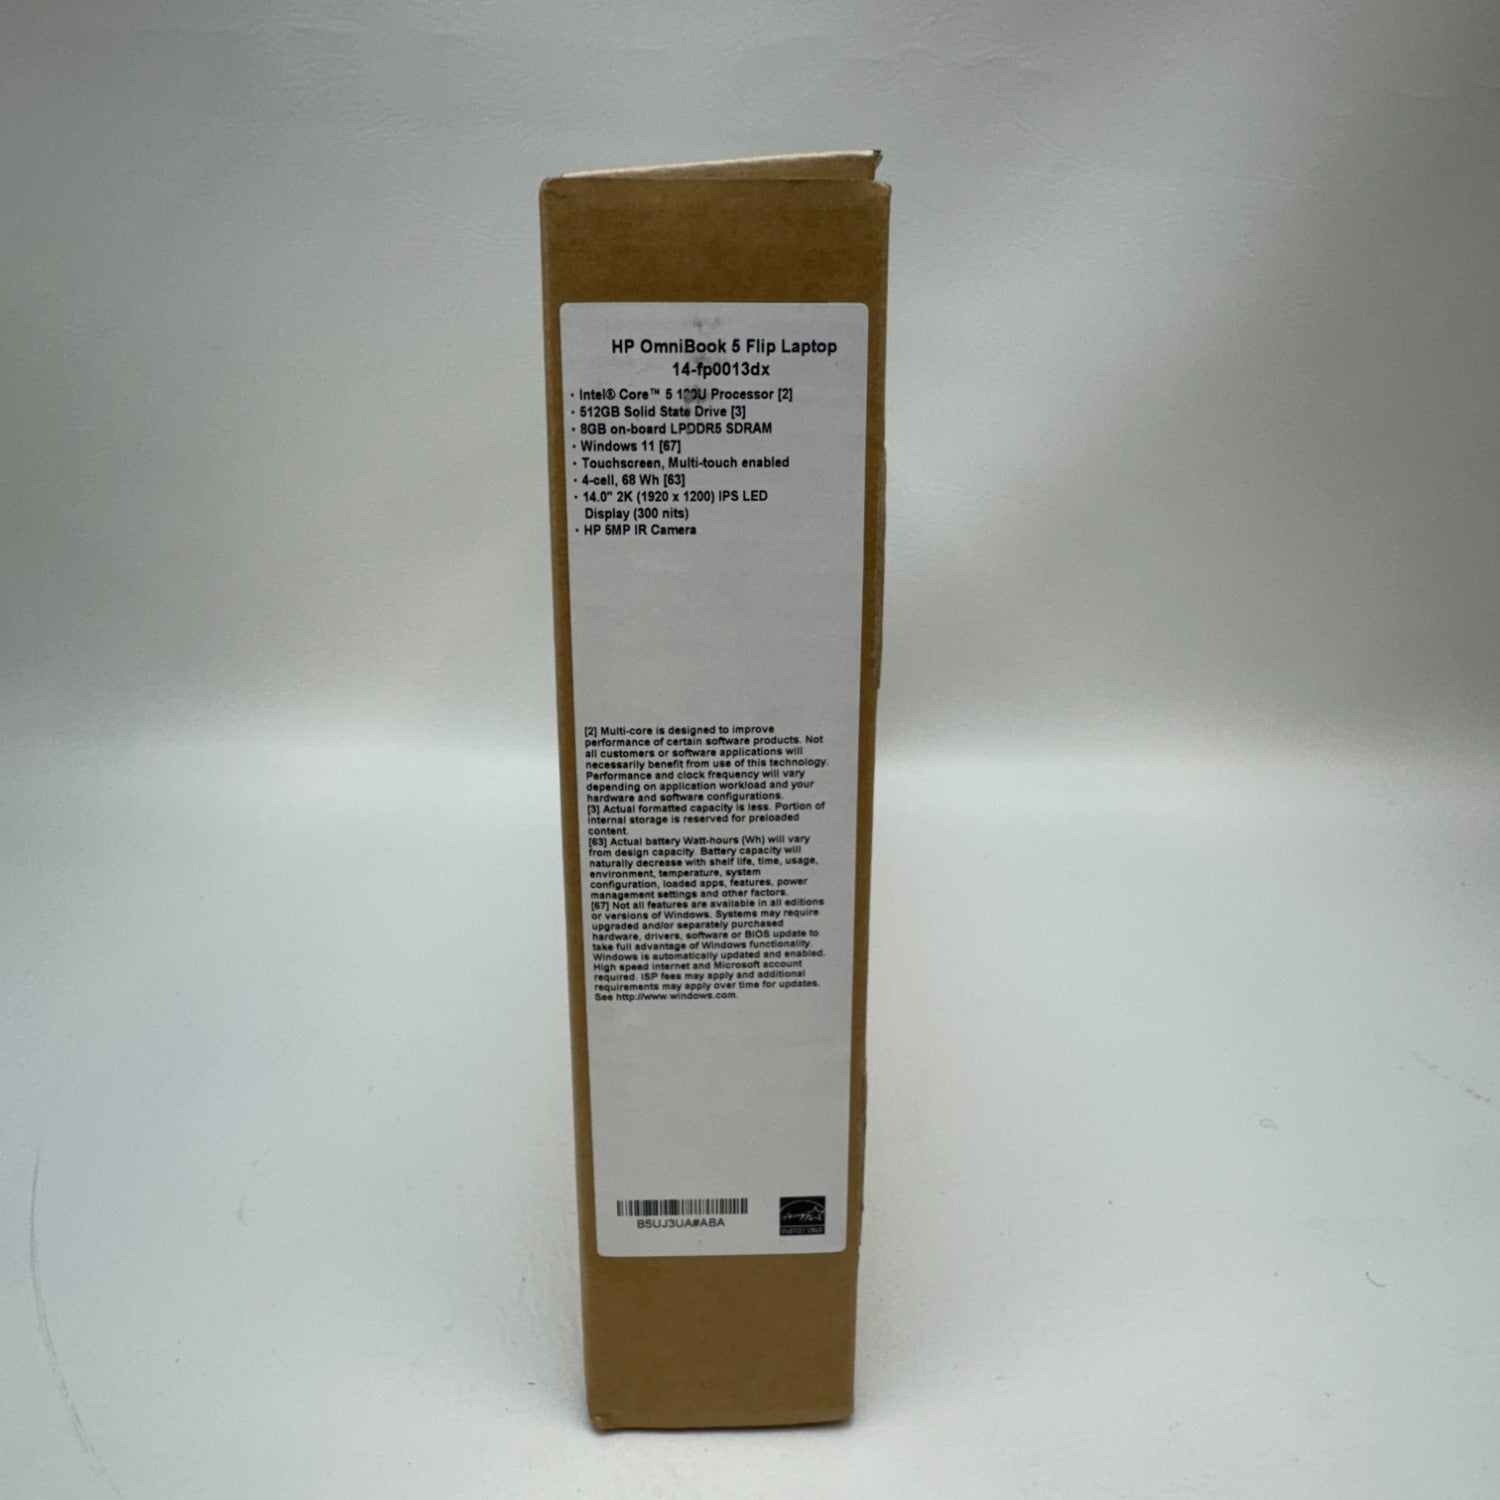 HP OmniBook 5 Flip Laptop
14-fp0013dx
· Intel® Core™ 5 Processor [2]
· 512GB Solid State Drive [3]
· 8GB on-board LPDDR5 SDRAM
· Windows 11 [67]
· Touchscreen, Multi-touch enabled
· 4-cell, 68 Wh [63]
· 14.0" 2K (1920 x 1200) IPS LED
Display (300 nits)
· HP 5MP IR Camera
[2] Multi-core is designed to improve
performance of certain software products. Not
all customers or software applications will
necessarily benefit from use of this technology.
Performance and clock frequency will vary
depending on application workload and your
hardware and software configurations.
[3] Actual formatted capacity is less. Portion of
internal storage is reserved for preloaded
content.
[63] Actual battery Watt-hours (Wh) will vary
from design capacity. Battery capacity will
naturally decrease with shelf life, time, usage,
environment, temperature, system
configuration, loaded apps, features, power
management settings and other factors.
[67] Not all features are available in all editions
or versions of Windows. Systems may require
upgraded and/or separately purchased
hardware, drivers, software or BIOS update to
take full advantage of Windows functionality.
Windows is automatically updated and enabled.
High speed internet and Microsoft account
required. ISP fees may apply and additional
requirements may apply over time for updates.
See http://www.windows.com.
B5UJ3UA#ABA